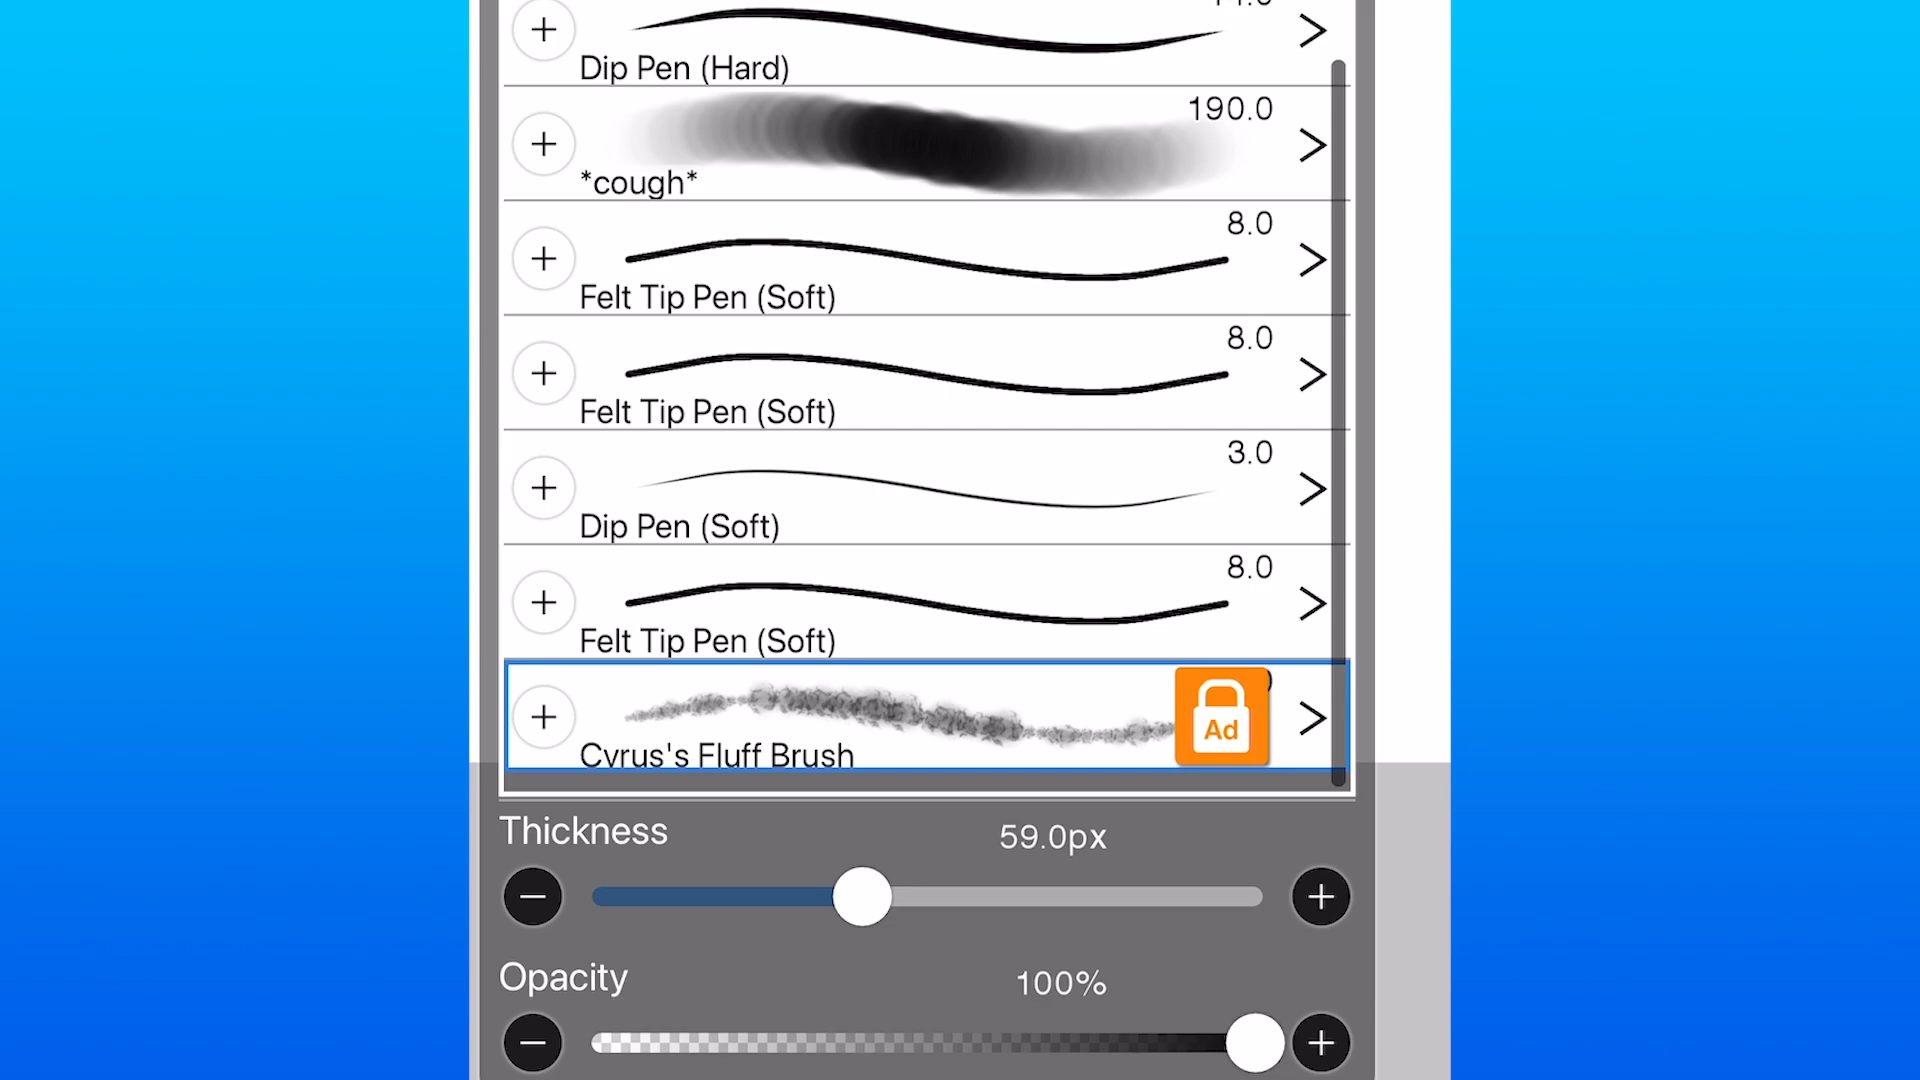 Dip Pen (Hard)
190.0
*cough*
8.0
Felt Tip Pen (Soft)
8.0
Felt Tip Pen (Soft)
3.0
Dip Pen (Soft)
8.0
Felt Tip Pen (Soft)
Ad
Cyrus's Fluff Brush
Thickness 59.0px
Opacity 100%